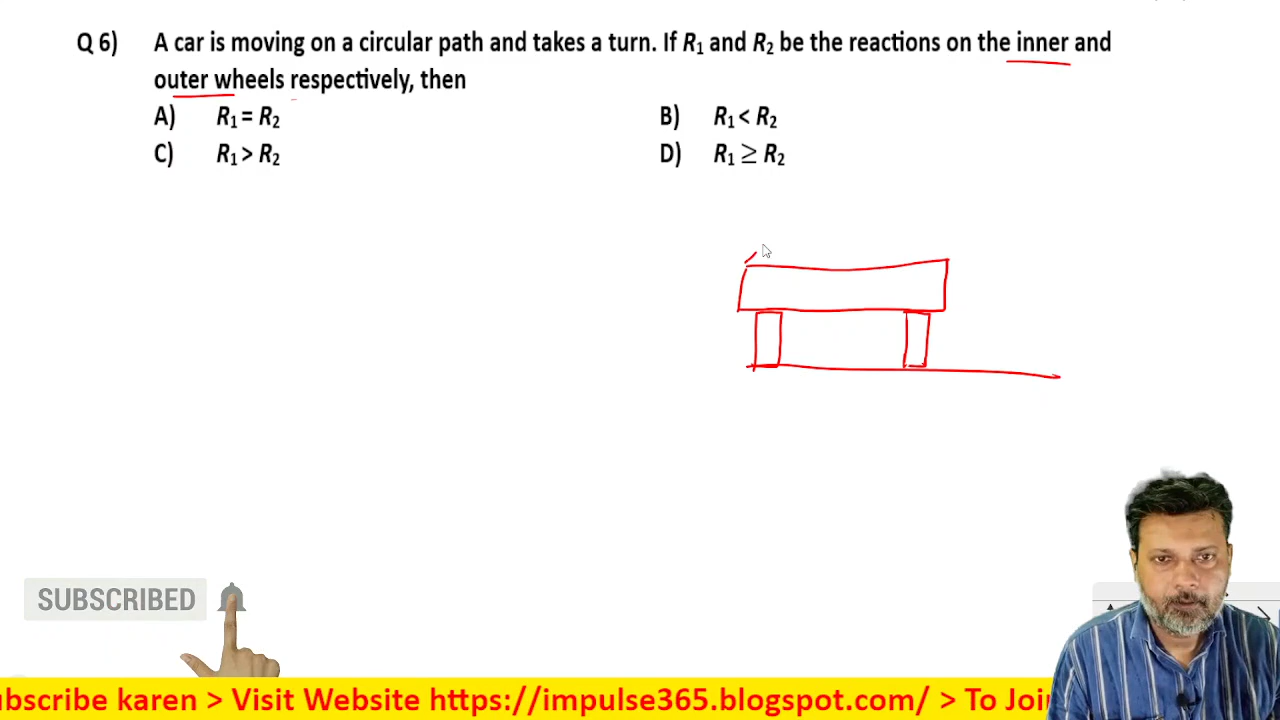 Q 6) A car is moving on a circular path and takes a turn. If R₁ and R₂ be the reactions on the inner and
outer wheels respectively, then
A) R₁ = R₂ B) R₁ < R₂
C) R₁ > R₂ D) R₁ ≥ R₂
SUBSCRIBED
ubscribe karen > Visit Website https://impulse365.blogspot.com/ > To Joi